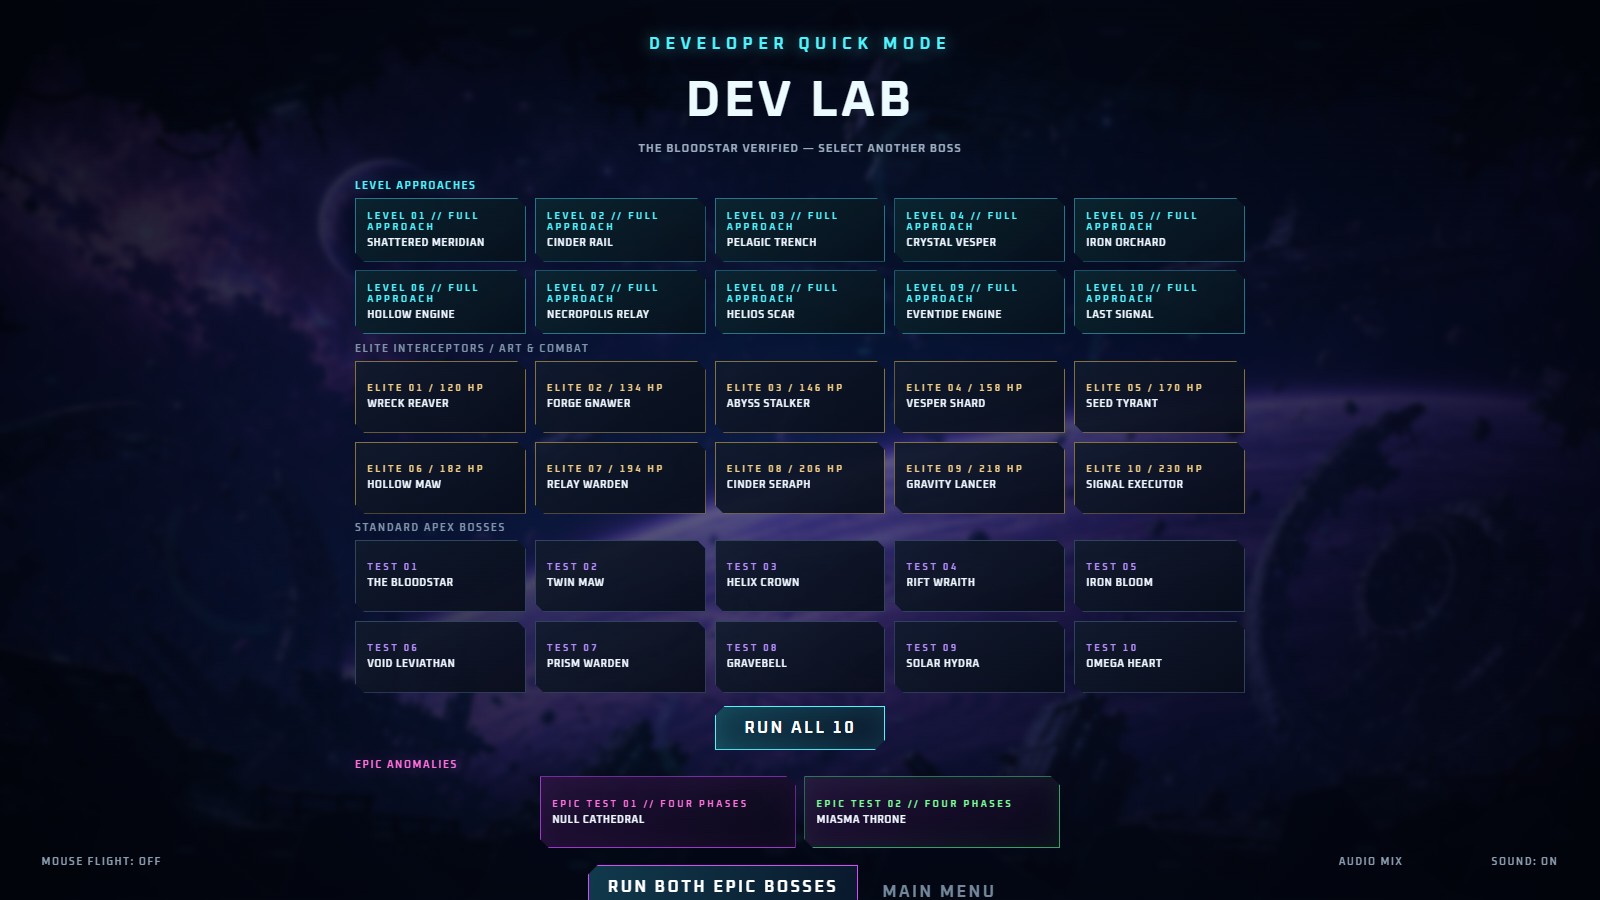 DEVELOPER QUICK MODE
DEV LAB
THE BLOODSTAR VERIFIED — SELECT ANOTHER BOSS
LEVEL APPROACHES
LEVEL 01 // FULL APPROACH
SHATTERED MERIDIAN
LEVEL 02 // FULL APPROACH
CINDER RAIL
LEVEL 03 // FULL APPROACH
PELAGIC TRENCH
LEVEL 04 // FULL APPROACH
CRYSTAL VESPER
LEVEL 05 // FULL APPROACH
IRON ORCHARD
LEVEL 06 // FULL APPROACH
HOLLOW ENGINE
LEVEL 07 // FULL APPROACH
NECROPOLIS RELAY
LEVEL 08 // FULL APPROACH
HELIOS SCAR
LEVEL 09 // FULL APPROACH
EVENTIDE ENGINE
LEVEL 10 // FULL APPROACH
LAST SIGNAL
ELITE INTERCEPTORS / ART & COMBAT
ELITE 01 / 120 HP
WRECK REAVER
ELITE 02 / 134 HP
FORGE GNAWER
ELITE 03 / 146 HP
ABYSS STALKER
ELITE 04 / 158 HP
VESPER SHARD
ELITE 05 / 170 HP
SEED TYRANT
ELITE 06 / 182 HP
HOLLOW MAW
ELITE 07 / 194 HP
RELAY WARDEN
ELITE 08 / 206 HP
CINDER SERAPH
ELITE 09 / 218 HP
GRAVITY LANCER
ELITE 10 / 230 HP
SIGNAL EXECUTOR
STANDARD APEX BOSSES
TEST 01
THE BLOODSTAR
TEST 02
TWIN MAW
TEST 03
HELIX CROWN
TEST 04
RIFT WRAITH
TEST 05
IRON BLOOM
TEST 06
VOID LEVIATHAN
TEST 07
PRISM WARDEN
TEST 08
GRAVEBELL
TEST 09
SOLAR HYDRA
TEST 10
OMEGA HEART
RUN ALL 10
EPIC ANOMALIES
EPIC TEST 01 // FOUR PHASES
NULL CATHEDRAL
EPIC TEST 02 // FOUR PHASES
MIASMA THRONE
MOUSE FLIGHT: OFF
AUDIO MIX
SOUND: ON
RUN BOTH EPIC BOSSES
MAIN MENU